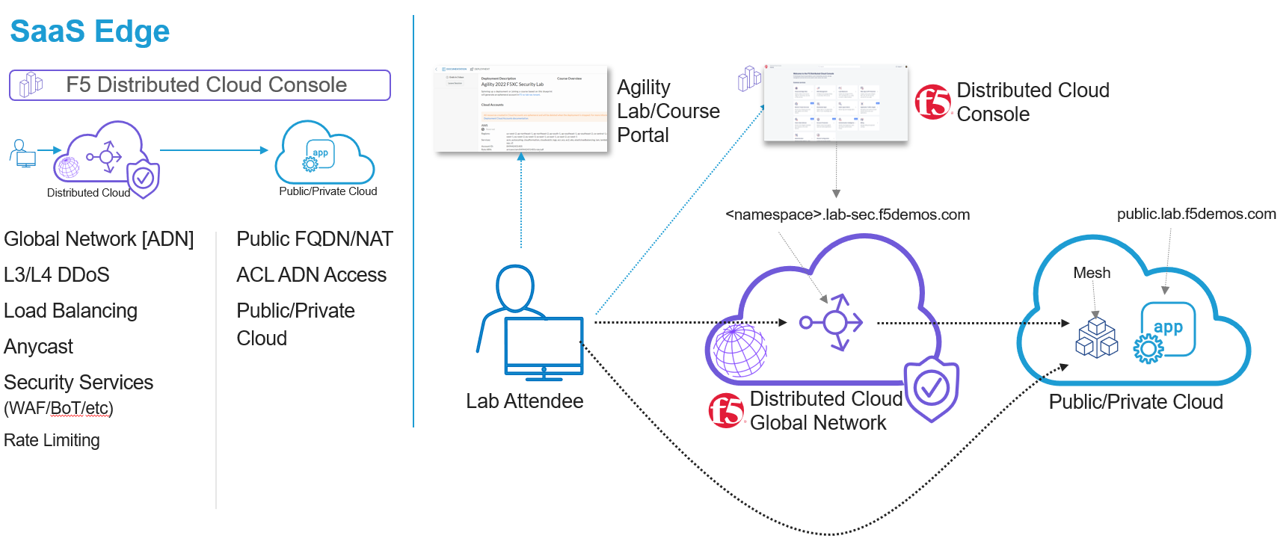 SaaS Edge
F5 Distributed Cloud Console
app
Distributed Cloud
Public/Private Cloud
Global Network [ADN]
L3/L4 DDoS
Load Balancing
Anycast
Security Services
(WAF/BoT/etc)
Rate Limiting
Public FQDN/NAT
ACL ADN Access
Public/Private
Cloud
Deployment Description
Course Overview
Agility 2022 F5XC Security Lab
Cloud Accounts
Agility
Lab/Course
Portal
f5
Distributed Cloud
Console
<namespace>.lab-sec.f5demos.com
public.lab.f5demos.com
Mesh
app
Lab Attendee
f5
Distributed Cloud
Global Network
Public/Private Cloud